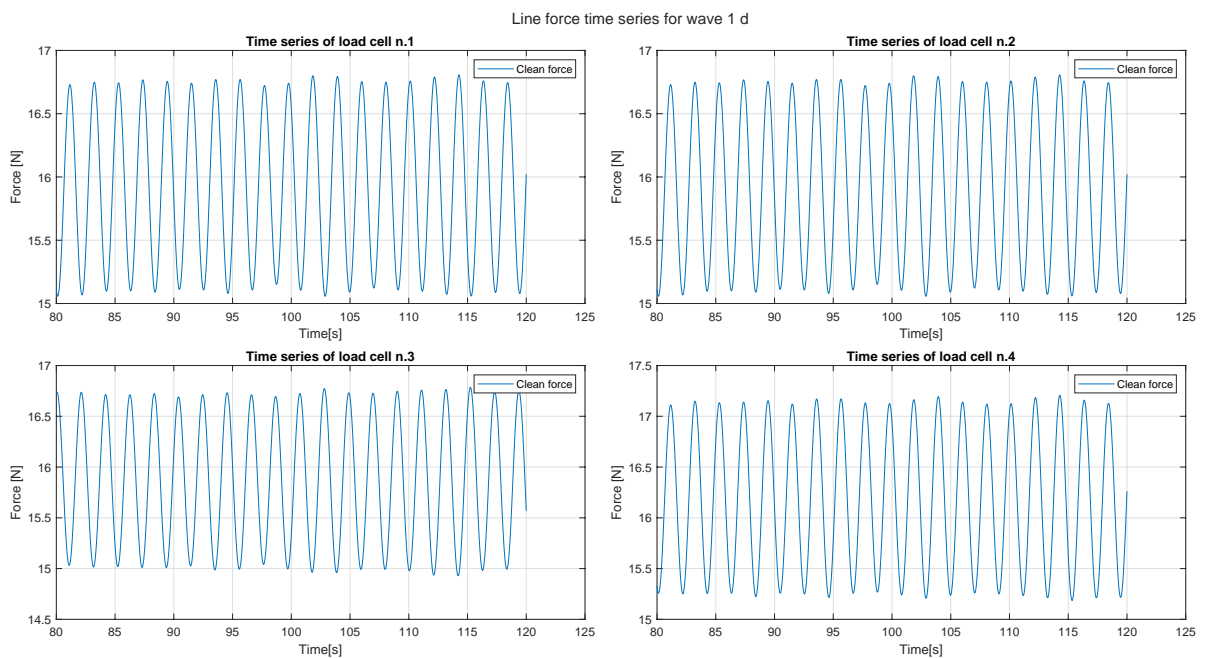 Line force time series for wave 1 d
Time series of load cell n.1
17
16.5
16
15.5
15
Force [N]
Clean force
80 85 90 95 100 105 110 115 120 125
Time[s]
Time series of load cell n.2
17
16.5
16
15.5
15
Force [N]
Clean force
80 85 90 95 100 105 110 115 120 125
Time[s]
Time series of load cell n.3
17
16.5
16
15.5
15
14.5
Force [N]
Clean force
80 85 90 95 100 105 110 115 120 125
Time[s]
Time series of load cell n.4
17.5
17
16.5
16
15.5
15
Force [N]
Clean force
80 85 90 95 100 105 110 115 120 125
Time[s]